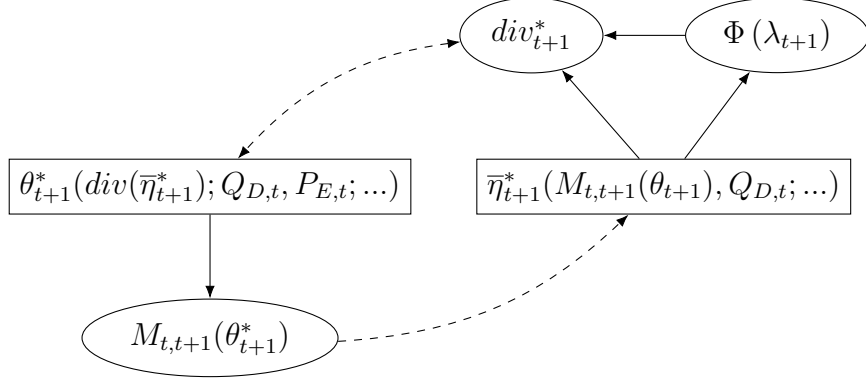 div*_{t+1} Φ (λ_{t+1})
θ*_{t+1}(div(η̅*_{t+1}); Q_{D,t}, P_{E,t}; ...) η̅*_{t+1}(M_{t,t+1}(θ_{t+1}), Q_{D,t}; ...)
M_{t,t+1}(θ*_{t+1})